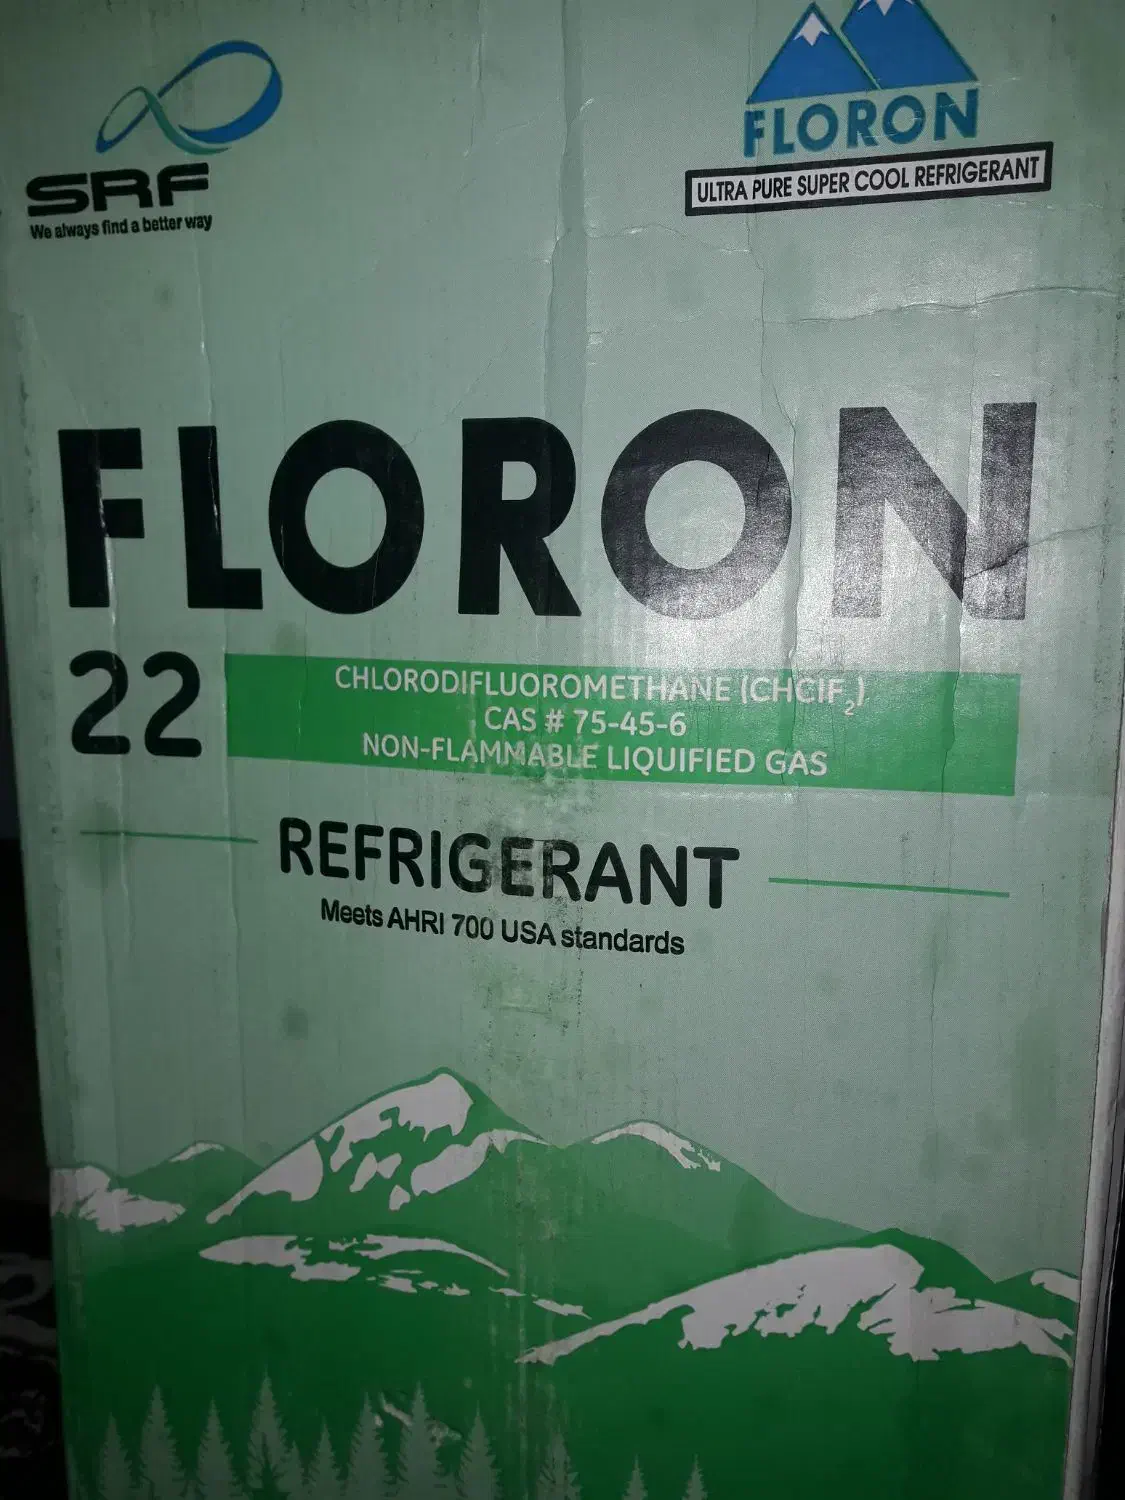 SRF
We always find a better way
FLORON
ULTRA PURE SUPER COOL REFRIGERANT
FLORON
22
CHLORODIFLUOROMETHANE (CHClF₂)
CAS # 75-45-6
NON-FLAMMABLE LIQUIFIED GAS
REFRIGERANT
Meets AHRI 700 USA standards